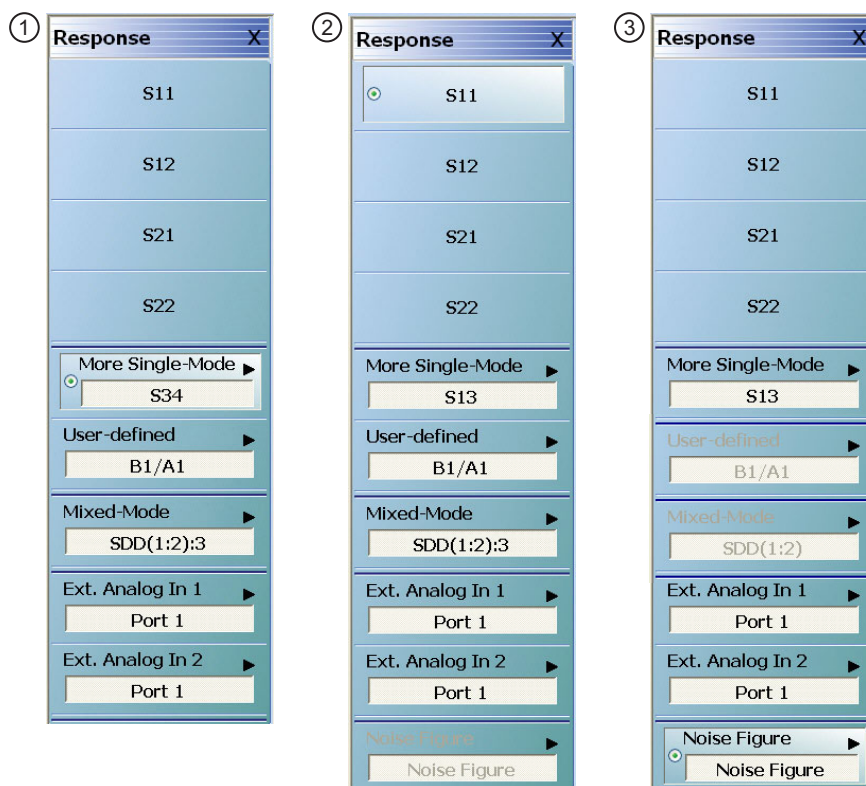 ①
Response X
S11
S12
S21
S22
More Single-Mode
S34
User-defined
B1/A1
Mixed-Mode
SDD(1:2):3
Ext. Analog In 1
Port 1
Ext. Analog In 2
Port 1
②
Response X
S11
S12
S21
S22
More Single-Mode
S13
User-defined
B1/A1
Mixed-Mode
SDD(1:2):3
Ext. Analog In 1
Port 1
Ext. Analog In 2
Port 1
Noise Figure
Noise Figure
③
Response X
S11
S12
S21
S22
More Single-Mode
S13
User-defined
B1/A1
Mixed-Mode
SDD(1:2)
Ext. Analog In 1
Port 1
Ext. Analog In 2
Port 1
Noise Figure
Noise Figure